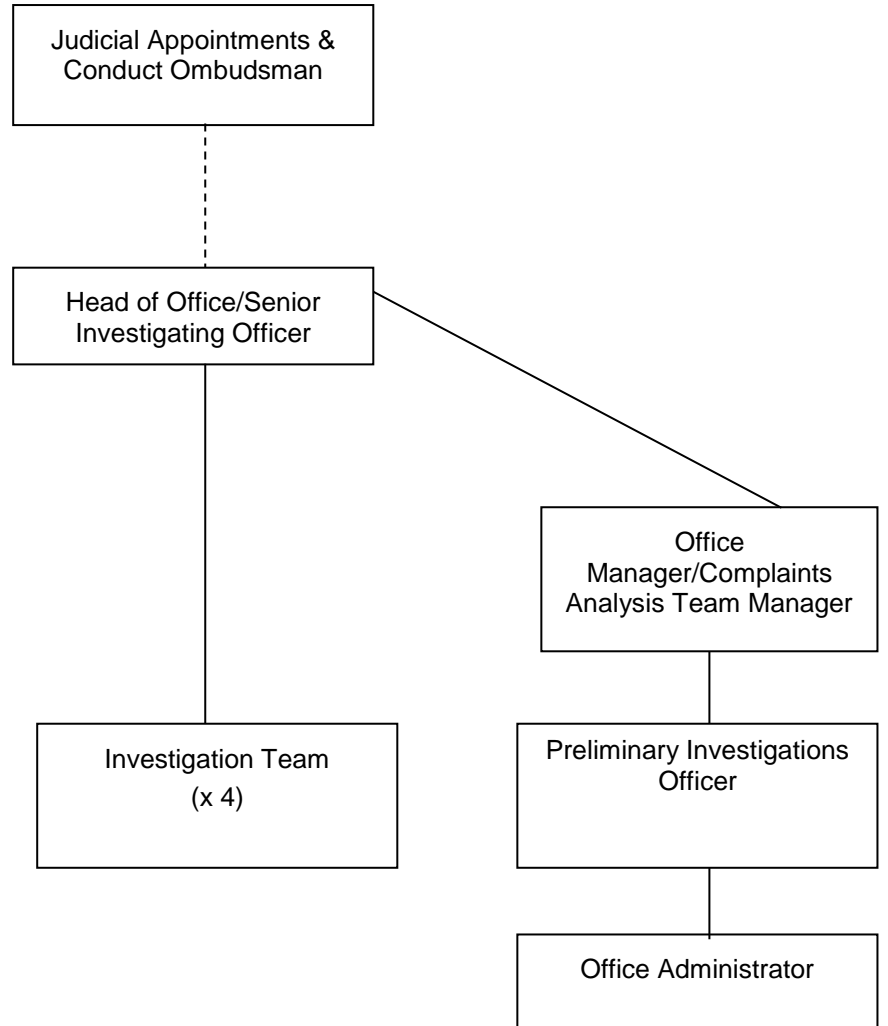 Judicial Appointments &
Conduct Ombudsman
Head of Office/Senior
Investigating Officer
Office
Manager/Complaints
Analysis Team Manager
Investigation Team
(x 4)
Preliminary Investigations
Officer
Office Administrator